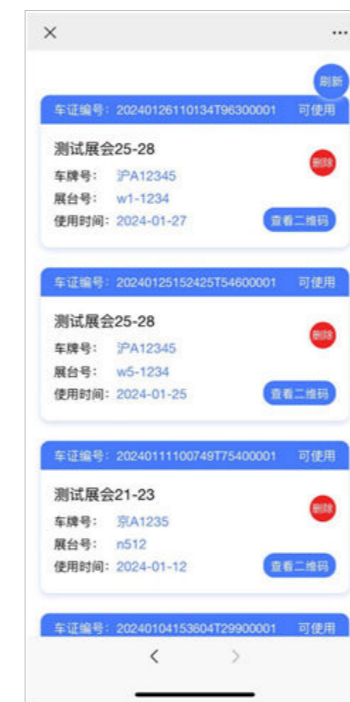 刷新
车证编号：20240126110134T96300001 可使用
测试展会25-28
删除
车牌号： 沪A12345
展台号： w1-1234
使用时间：2024-01-27 查看二维码
车证编号：20240125152425T54600001 可使用
测试展会25-28
删除
车牌号： 沪A12345
展台号： w5-1234
使用时间：2024-01-25 查看二维码
车证编号：20240111100749T75400001 可使用
测试展会21-23
删除
车牌号： 京A1235
展台号： n512
使用时间：2024-01-12 查看二维码
车证编号：20240104153604T29900001 可使用